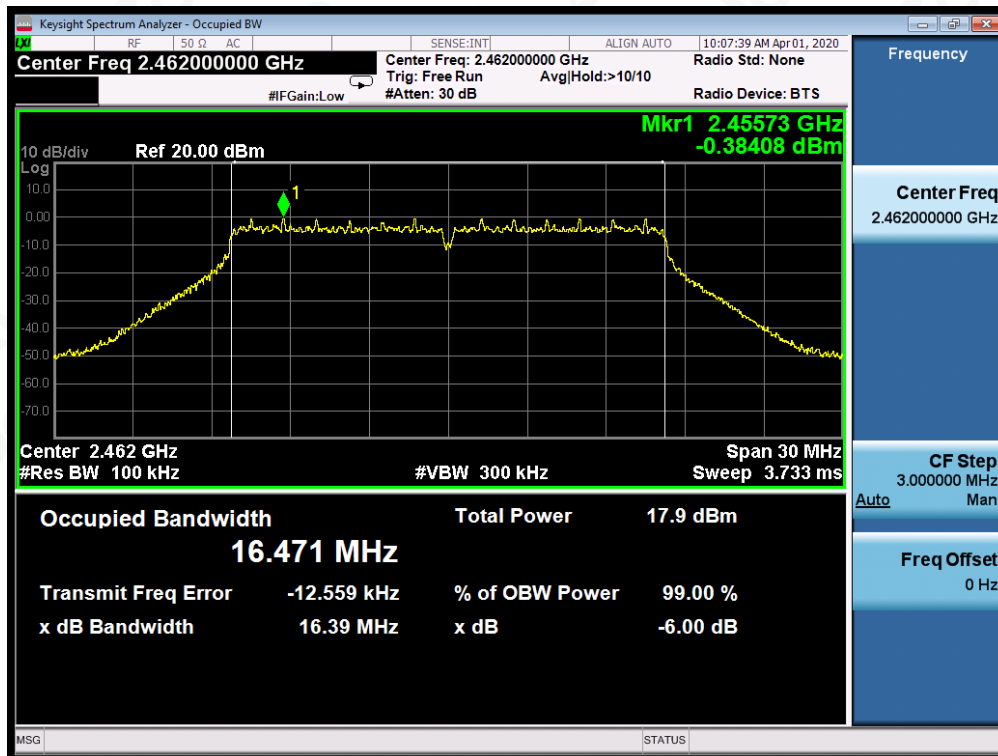 Keysight Spectrum Analyzer - Occupied BW
LXI RF 50 Ω AC SENSE:INT ALIGN AUTO 10:07:39 AM Apr 01, 2020
Center Freq 2.462000000 GHz
Center Freq: 2.462000000 GHz
Radio Std: None
Trig: Free Run Avg|Hold:>10/10
#IFGain:Low
#Atten: 30 dB
Radio Device: BTS
Mkr1 2.45573 GHz
-0.38408 dBm
10 dB/div Ref 20.00 dBm
Log
10.0
0.00
-10.0
-20.0
-30.0
-40.0
-50.0
-60.0
-70.0
1
Center 2.462 GHz
Span 30 MHz
#Res BW 100 kHz
#VBW 300 kHz
Sweep 3.733 ms
Occupied Bandwidth
16.471 MHz
Total Power 17.9 dBm
Transmit Freq Error -12.559 kHz
% of OBW Power 99.00 %
x dB Bandwidth 16.39 MHz
x dB -6.00 dB
MSG
STATUS
Frequency
Center Freq
2.462000000 GHz
CF Step
3.000000 MHz
Auto Man
Freq Offset
0 Hz